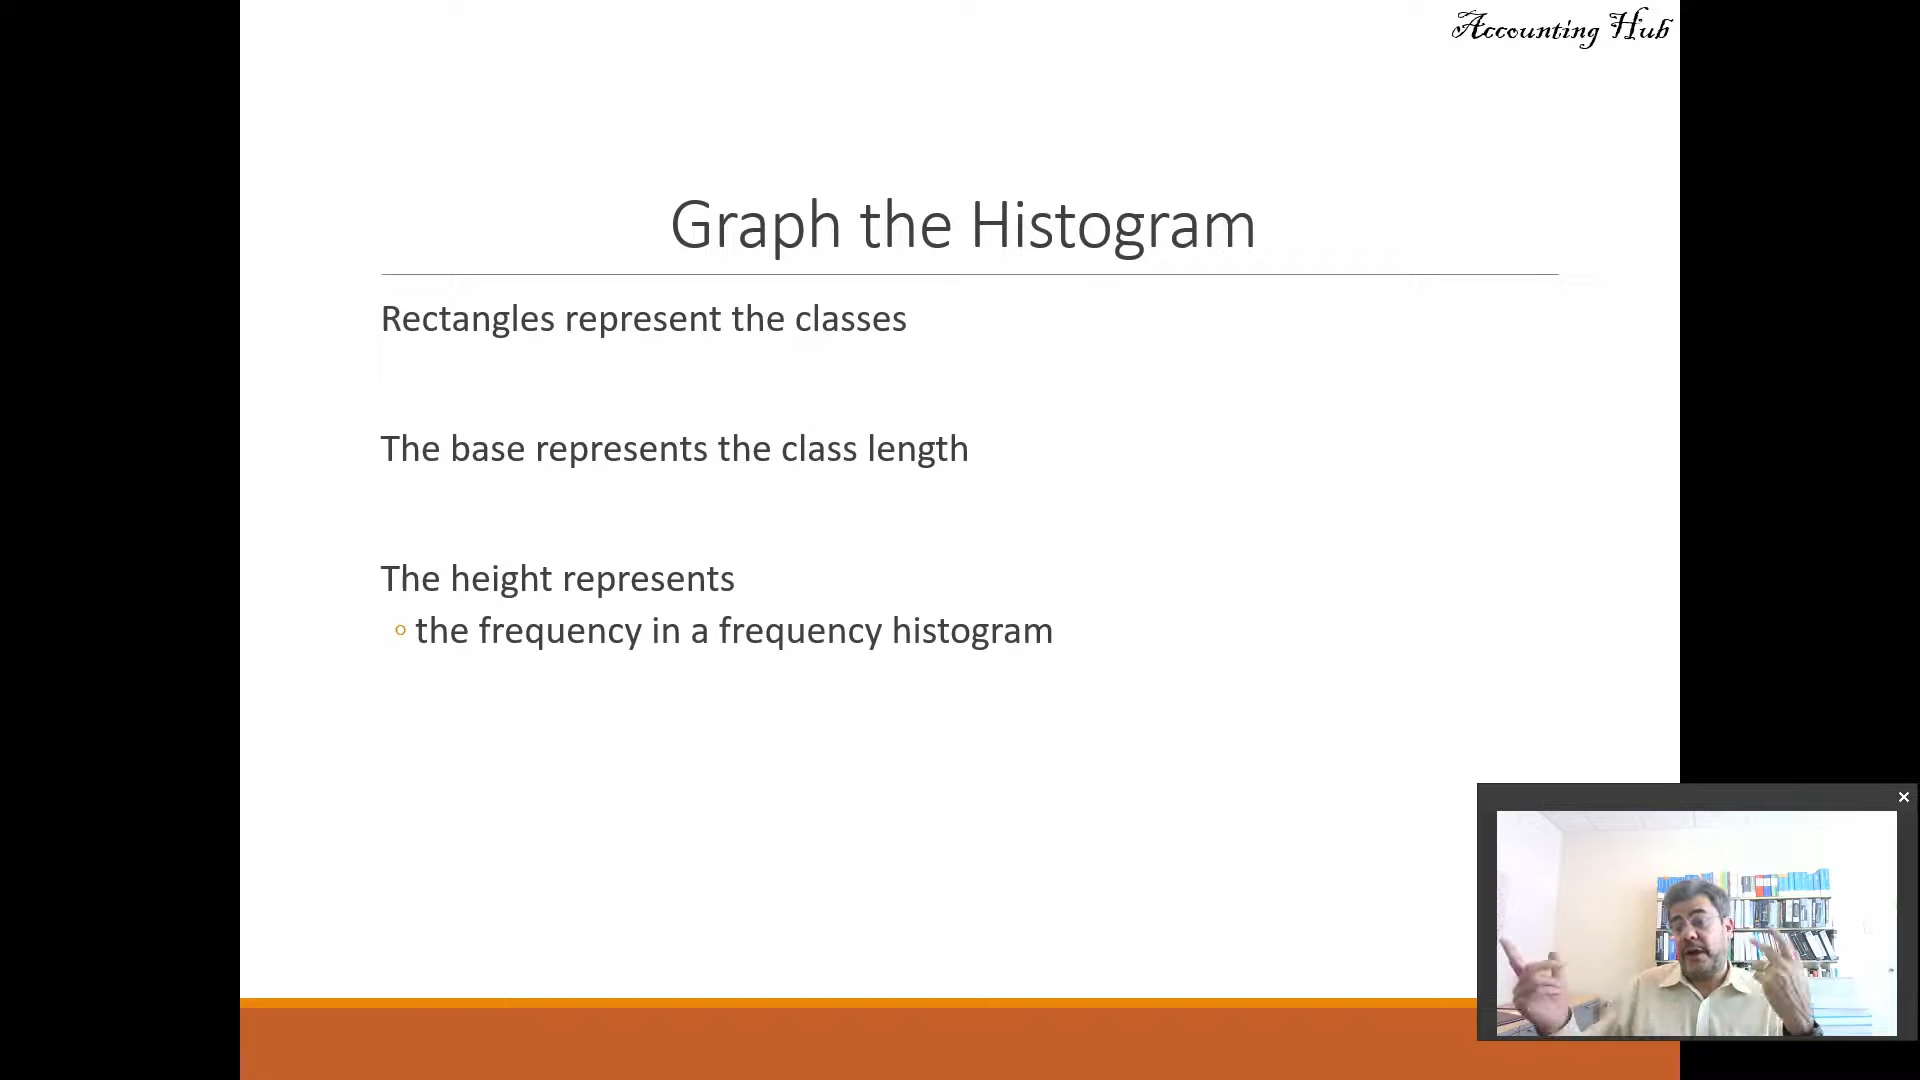 Accounting Hub
Graph the Histogram
Rectangles represent the classes
The base represents the class length
The height represents
the frequency in a frequency histogram